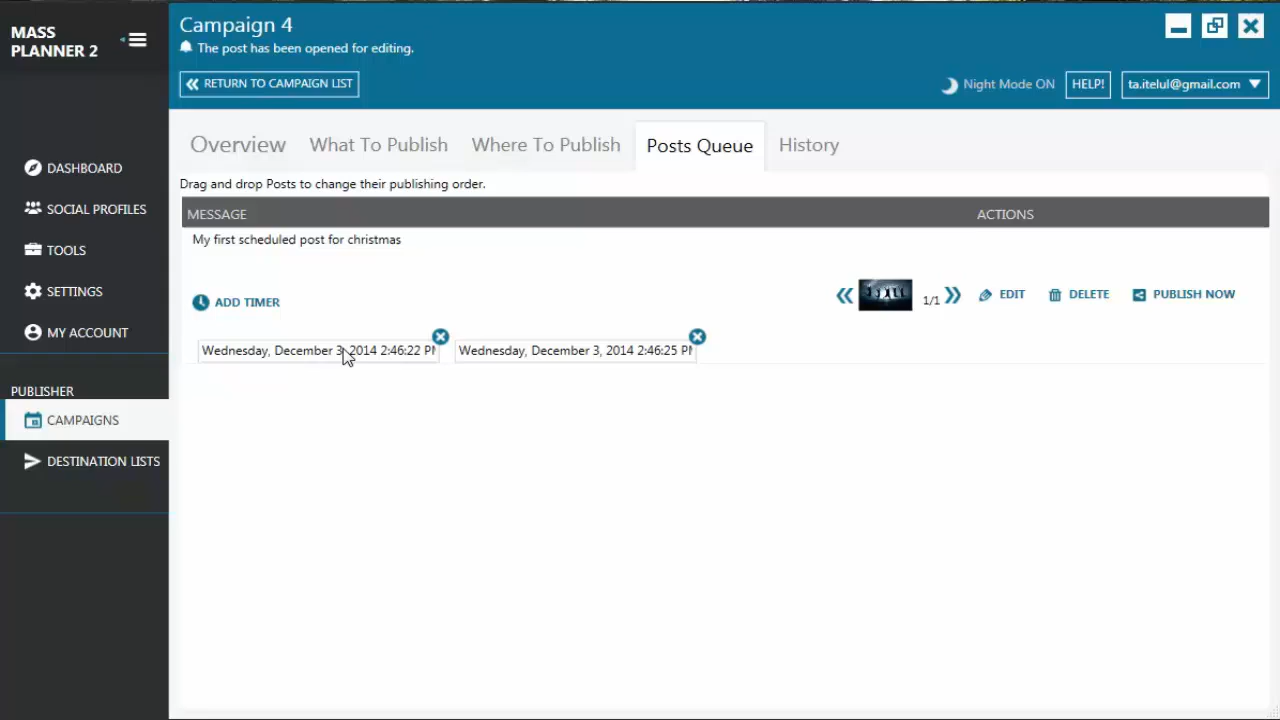 MASS
PLANNER 2
Campaign 4
The post has been opened for editing.
RETURN TO CAMPAIGN LIST
Night Mode ON
HELP!
ta.itelul@gmail.com
DASHBOARD
SOCIAL PROFILES
TOOLS
SETTINGS
MY ACCOUNT
PUBLISHER
CAMPAIGNS
DESTINATION LISTS
Overview
What To Publish
Where To Publish
Posts Queue
History
Drag and drop Posts to change their publishing order.
MESSAGE
ACTIONS
My first scheduled post for christmas
ADD TIMER
1/1
EDIT
DELETE
PUBLISH NOW
Wednesday, December 3, 2014 2:46:22 P
Wednesday, December 3, 2014 2:46:25 P